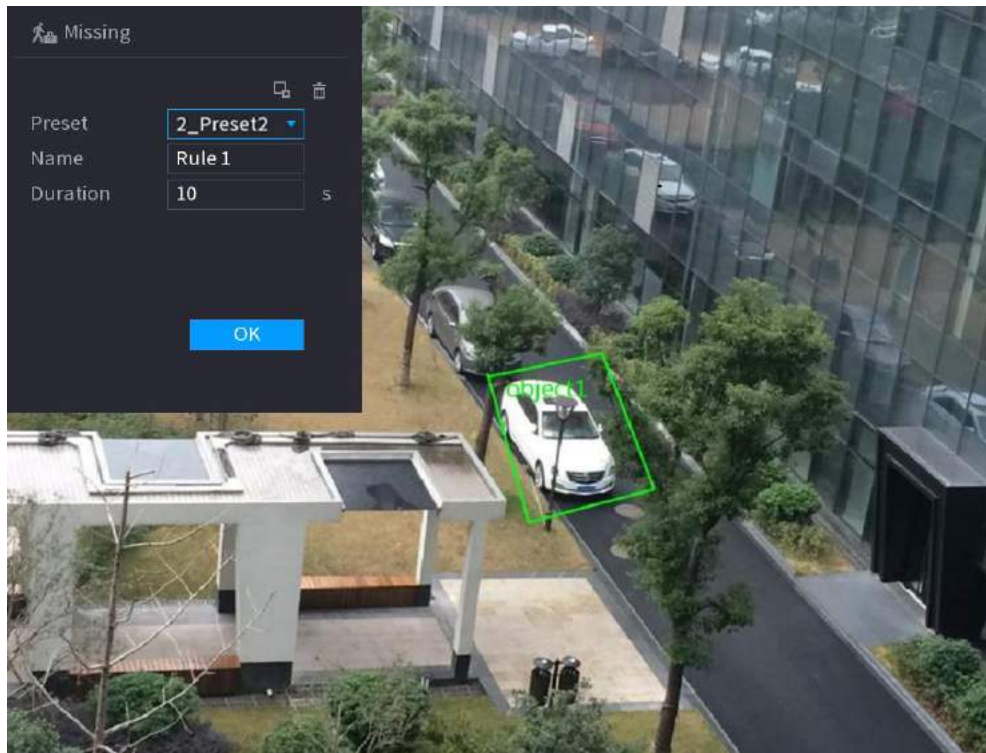 Missing
Preset 2_Preset2
Name Rule 1
Duration 10 s
OK
object1